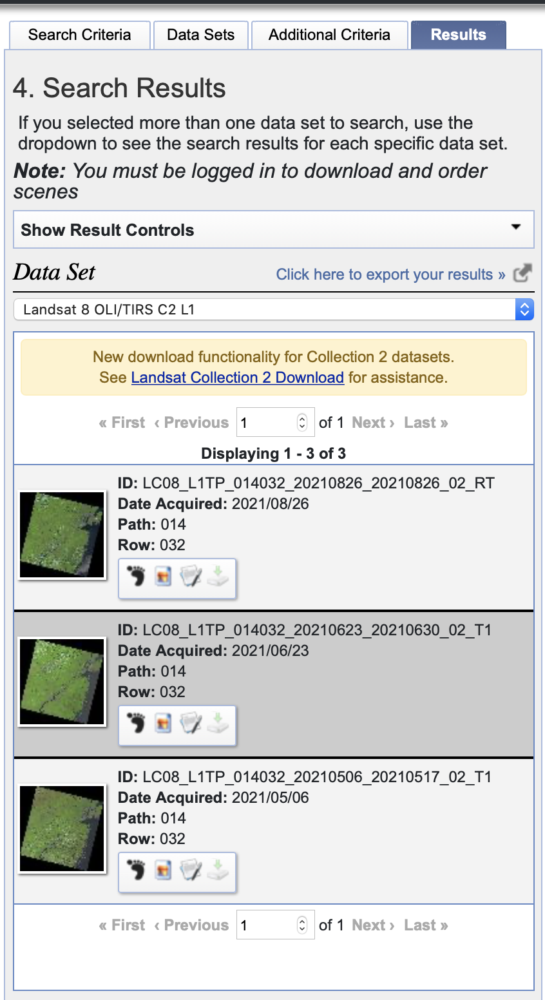 Search Criteria Data Sets Additional Criteria Results
4. Search Results
If you selected more than one data set to search, use the
dropdown to see the search results for each specific data set.
Note: You must be logged in to download and order
scenes
Show Result Controls
Data Set Click here to export your results »
Landsat 8 OLI/TIRS C2 L1
New download functionality for Collection 2 datasets.
See Landsat Collection 2 Download for assistance.
« First ‹ Previous 1 of 1 Next › Last »
Displaying 1 - 3 of 3
ID: LC08_L1TP_014032_20210826_20210826_02_RT
Date Acquired: 2021/08/26
Path: 014
Row: 032
ID: LC08_L1TP_014032_20210623_20210630_02_T1
Date Acquired: 2021/06/23
Path: 014
Row: 032
ID: LC08_L1TP_014032_20210506_20210517_02_T1
Date Acquired: 2021/05/06
Path: 014
Row: 032
« First ‹ Previous 1 of 1 Next › Last »